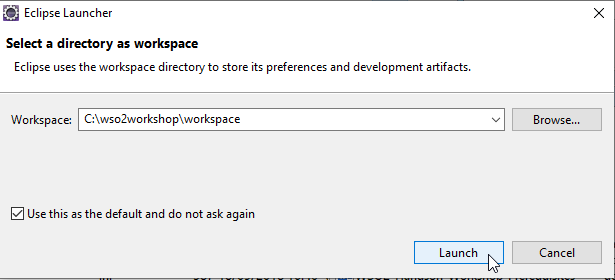 Eclipse Launcher
Select a directory as workspace
Eclipse uses the workspace directory to store its preferences and development artifacts.
Workspace: C:\wso2workshop\workspace Browse...
Use this as the default and do not ask again
Launch Cancel